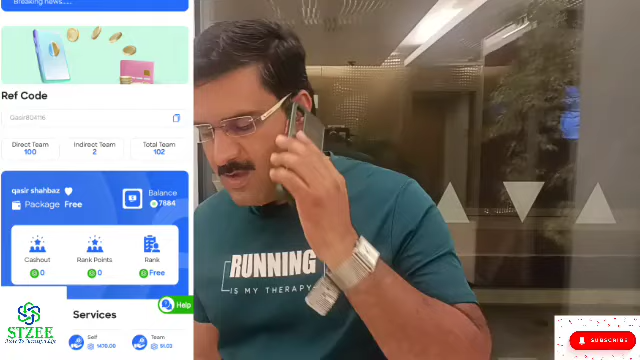 Breaking news.....
Ref Code
Direct Team
100
Indirect Team
2
Total Team
102
qasir shahbaz
Package Free
Balance
7884
Cashout
0
Rank Points
0
Rank
Free
Help
Services
Self
Team
STZEE
RUNNING
IS MY THERAPY
SUBSCRIBE